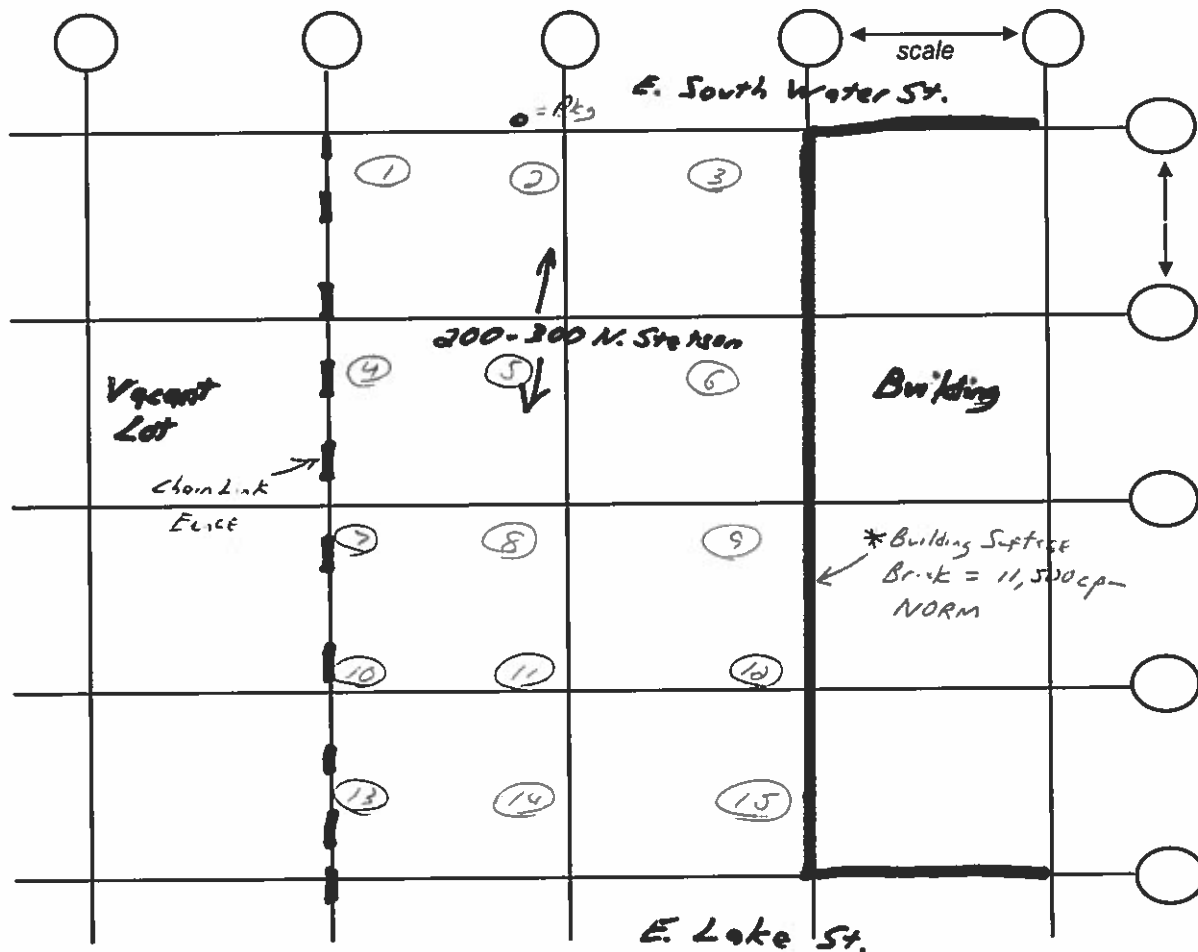 scale
E. South Water St.
= Bkg
1
2
3
200-300 N. Stetson
4
5
6
Vacant
Lot
Building
Chain Link
Fence
7
8
9
* Building Surface
Brick = 11,500 cpm
NORM
10
11
12
13
14
15
E. Lake St.